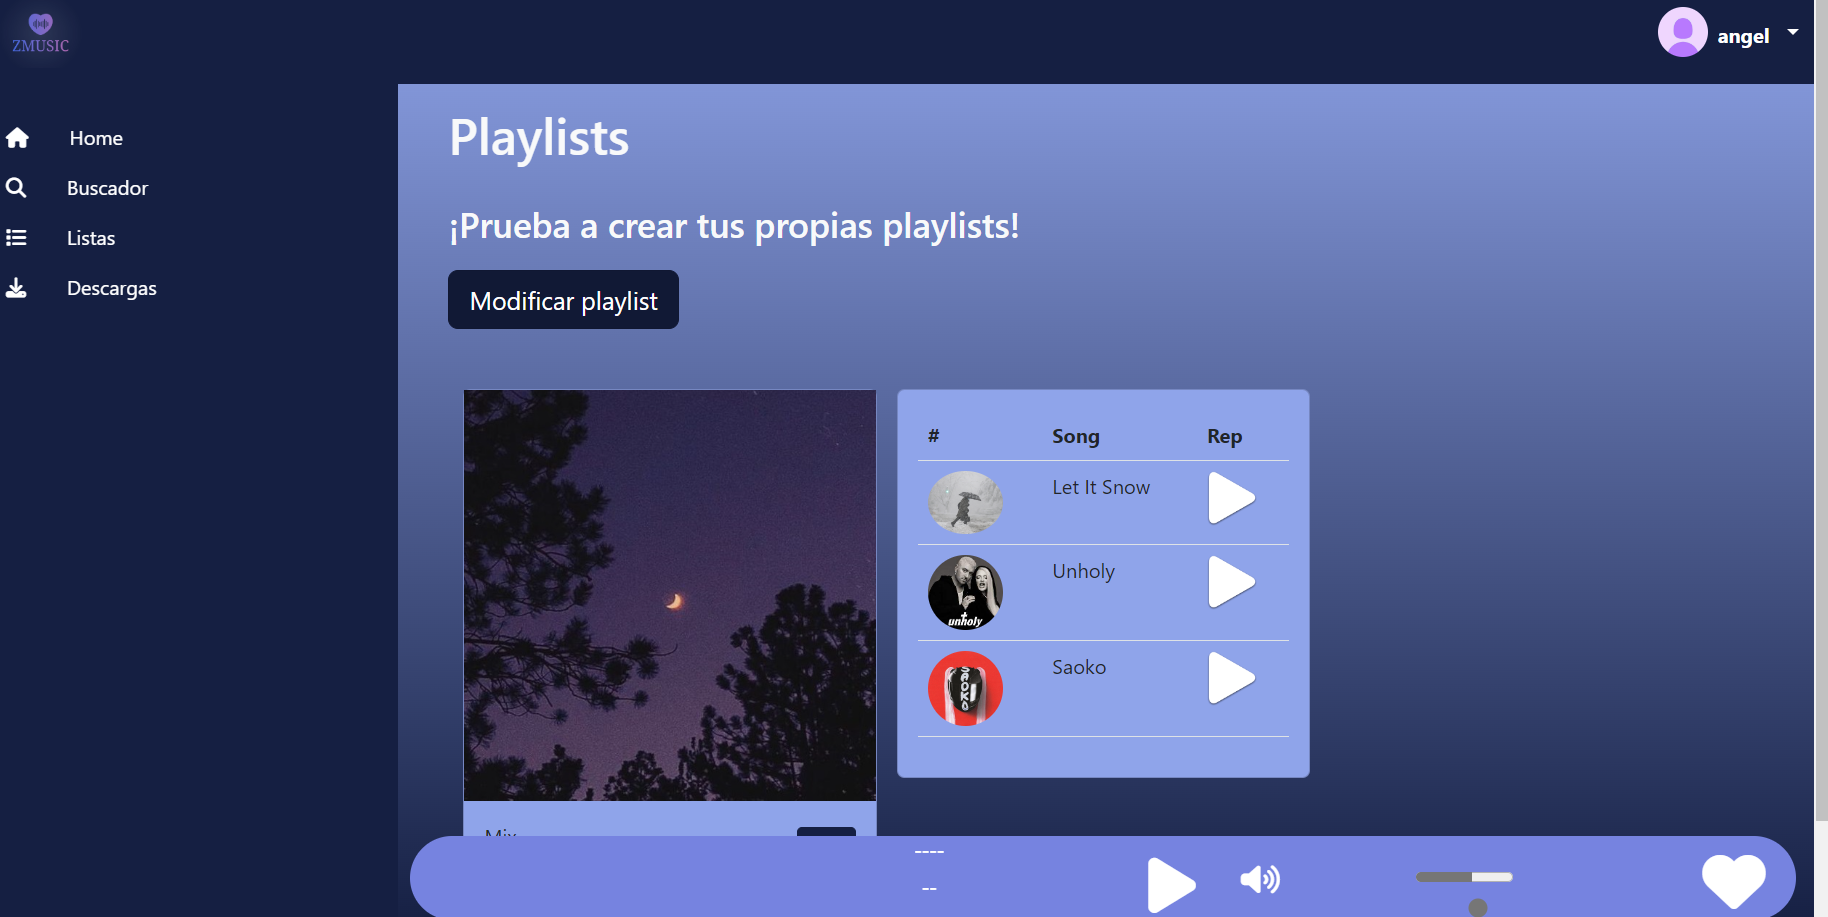 ZMUSIC
angel
Home
Buscador
Listas
Descargas
Playlists
¡Prueba a crear tus propias playlists!
Modificar playlist
# Song Rep
Let It Snow
Unholy
unholy
Saoko
SAOKO
Mix
----
--